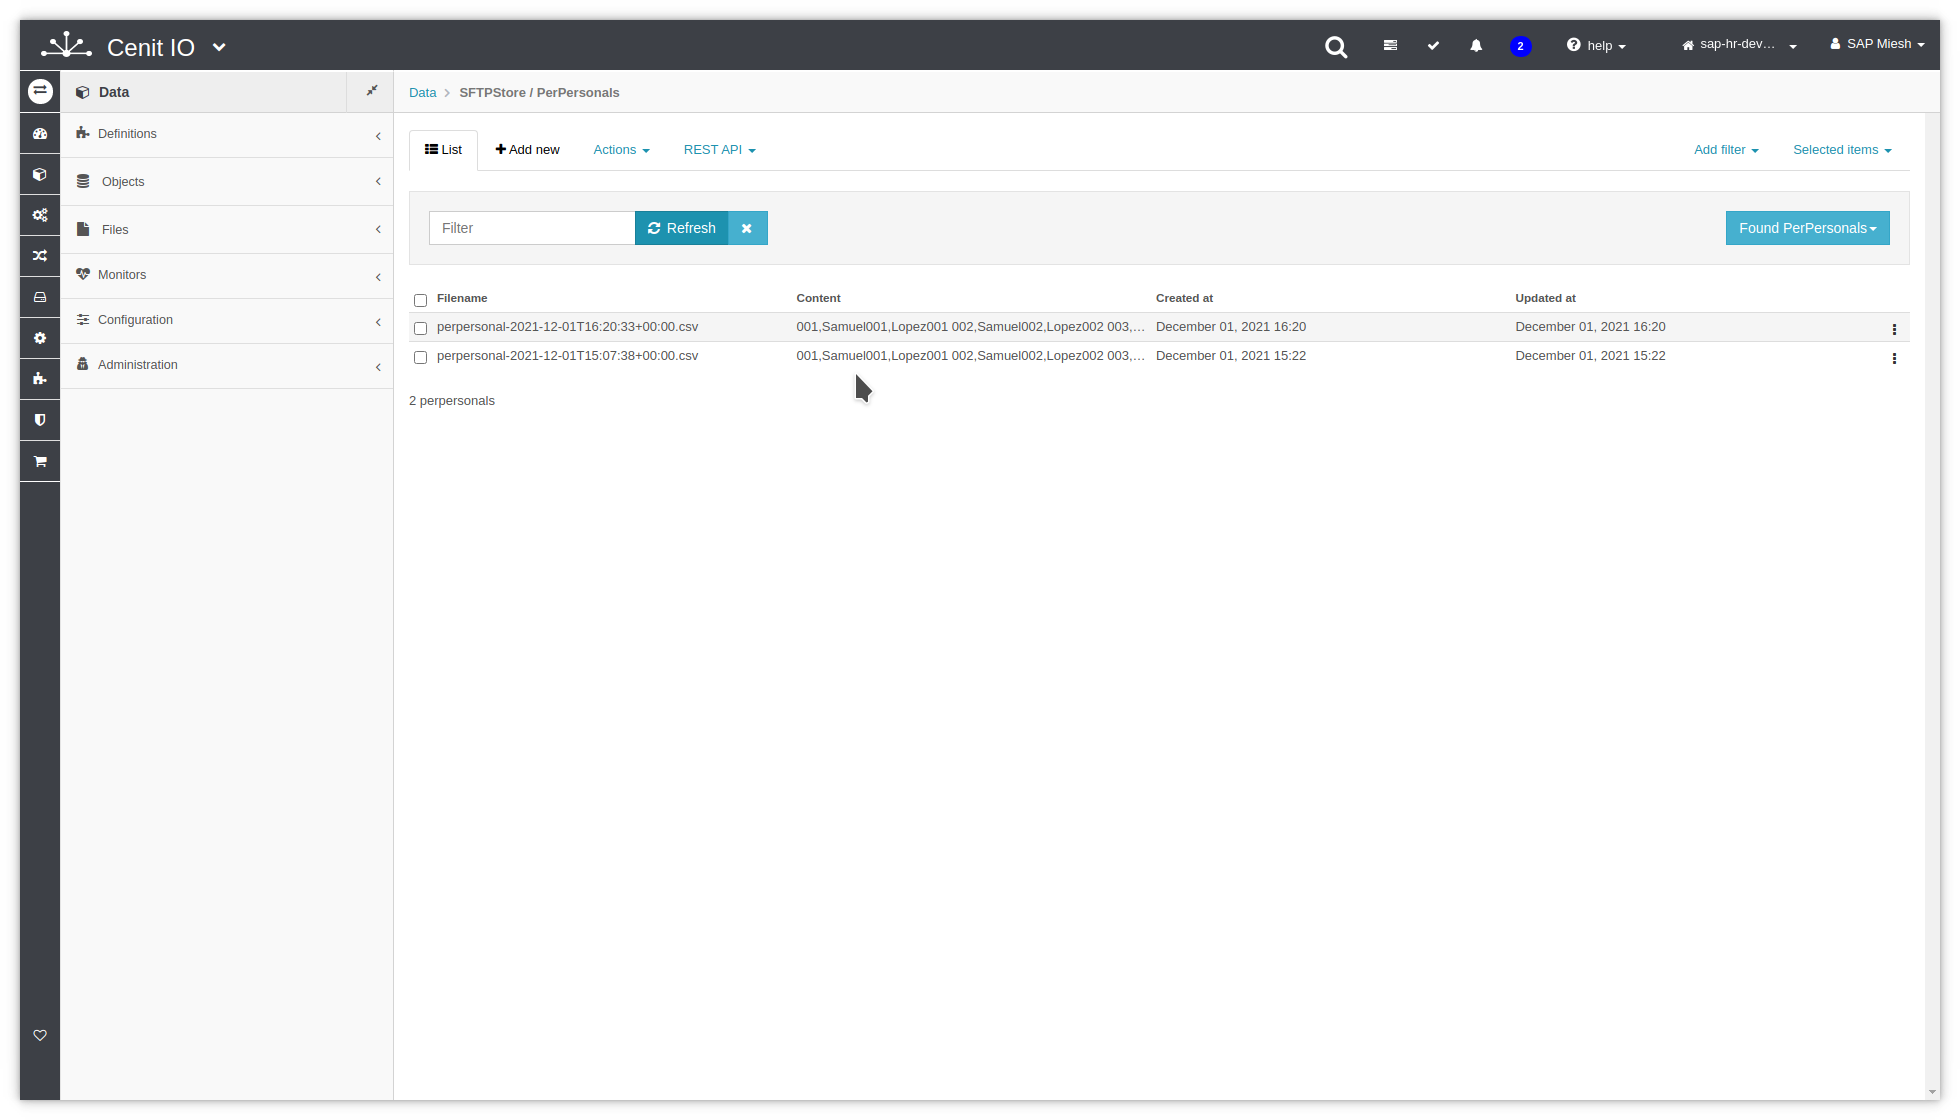 Cenit IO
2
help
sap-hr-dev...
SAP Miesh
Data
Data
SFTPStore / PerPersonals
Definitions
Objects
Files
Monitors
Configuration
Administration
List
Add new
Actions
REST API
Add filter
Selected items
Filter
Refresh
Found PerPersonals
Filename Content Created at Updated at
perpersonal-2021-12-01T16:20:33+00:00.csv 001,Samuel001,Lopez001 002,Samuel002,Lopez002 003,... December 01, 2021 16:20 December 01, 2021 16:20
perpersonal-2021-12-01T15:07:38+00:00.csv 001,Samuel001,Lopez001 002,Samuel002,Lopez002 003,... December 01, 2021 15:22 December 01, 2021 15:22
2 perpersonals